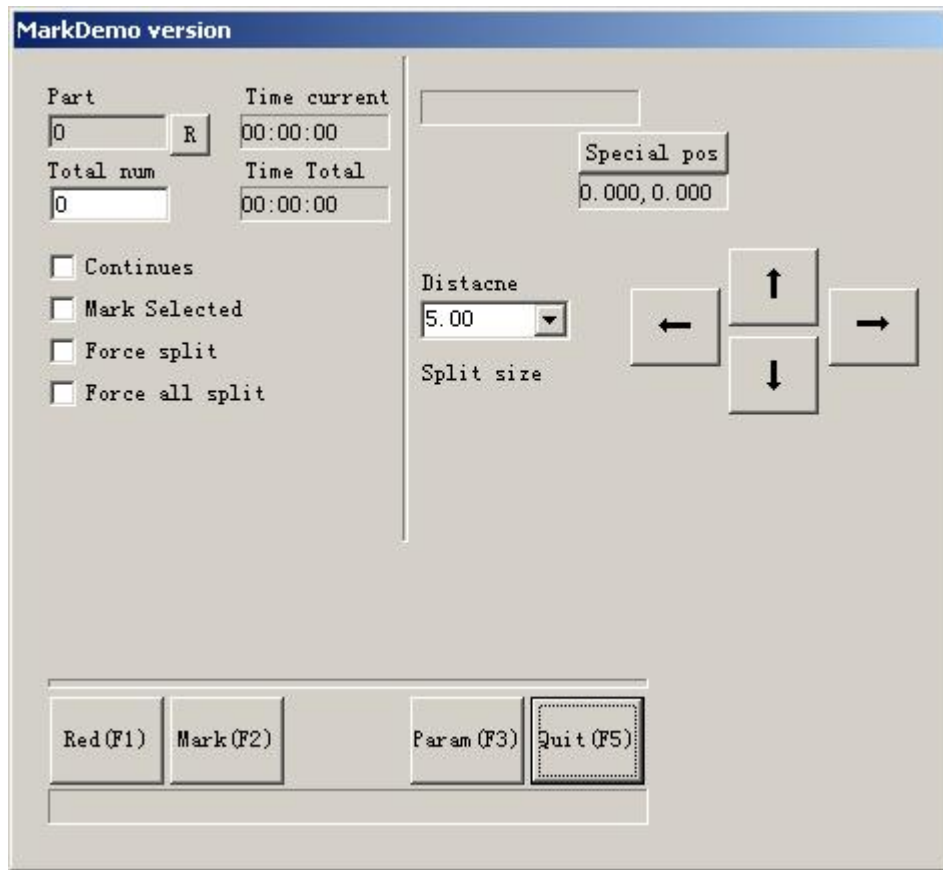 MarkDemo version
Part
Time current
0
R
00:00:00
Total num
Time Total
0
00:00:00
Continues
Mark Selected
Force split
Force all split
Special pos
0.000,0.000
Distacne
5.00
Split size
Red(F1)
Mark(F2)
Param(F3)
Quit(F5)